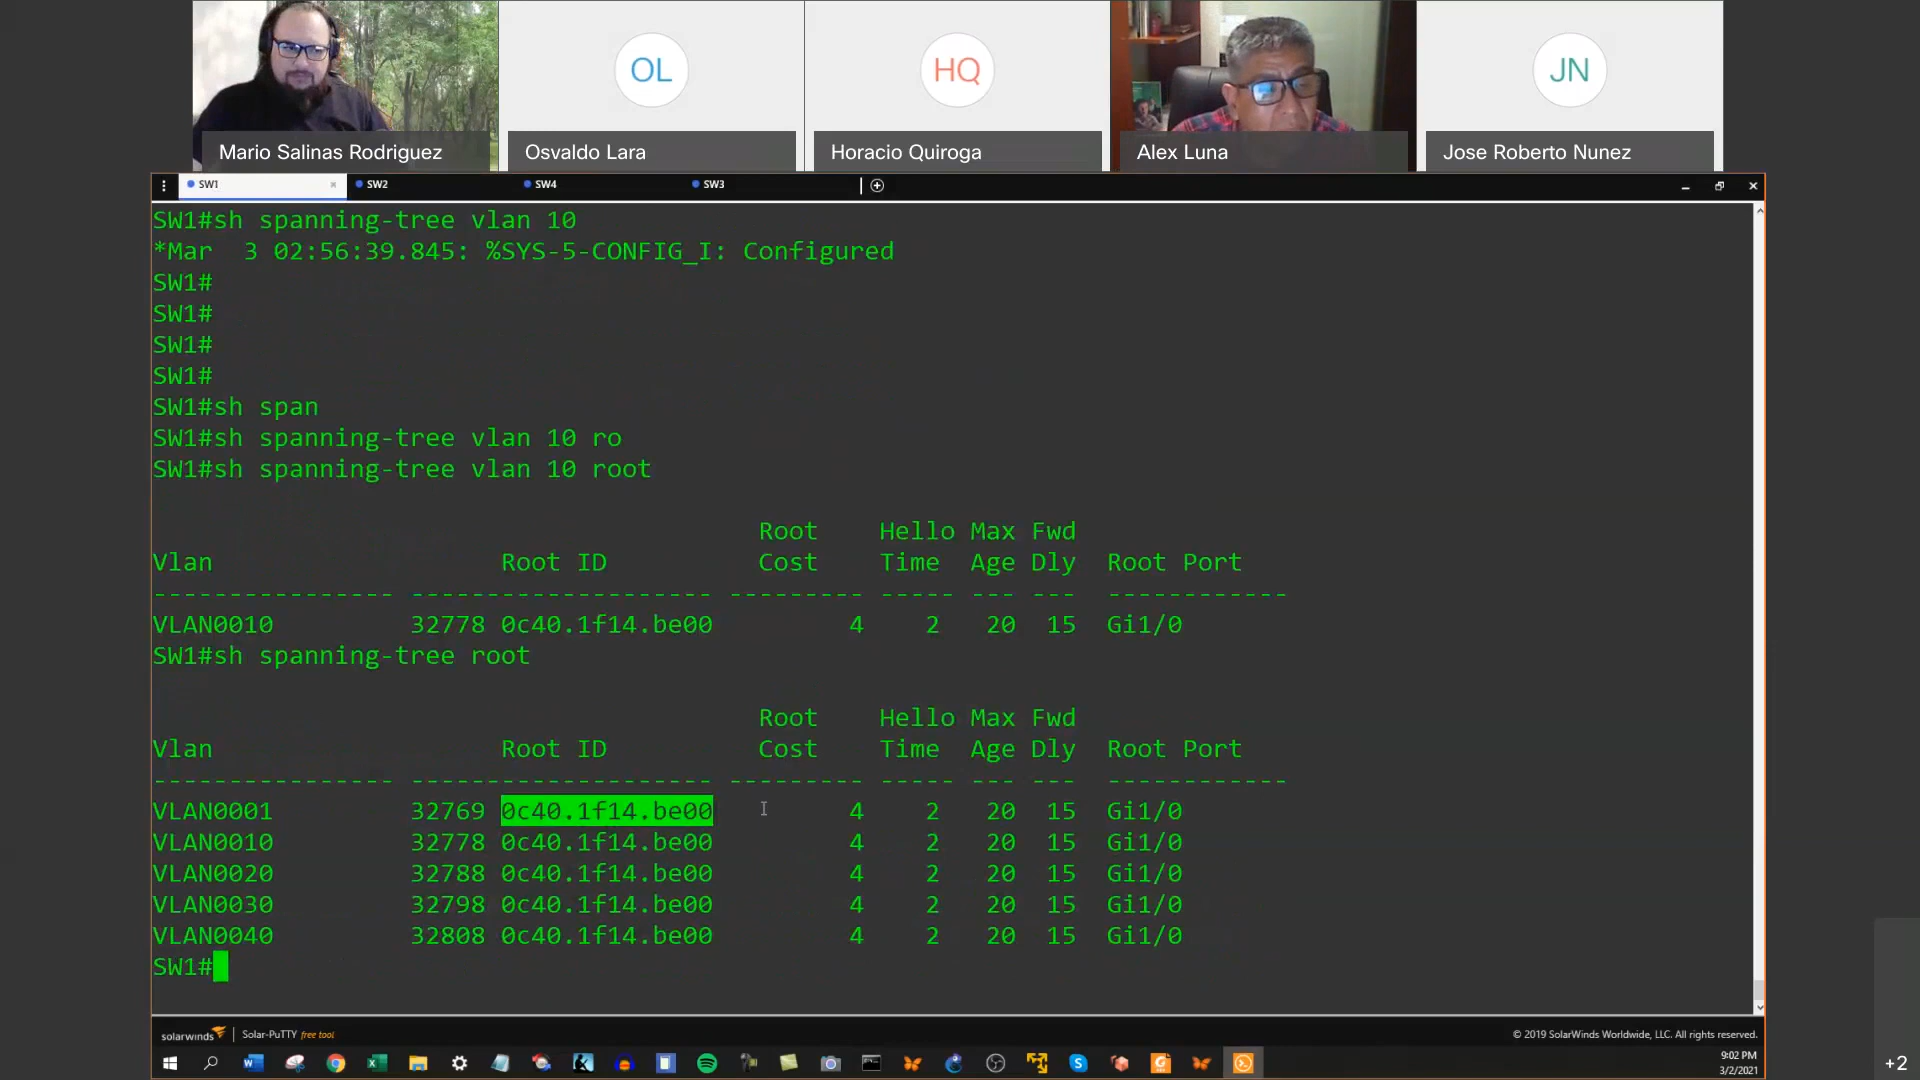 OL
HQ
JN
Mario Salinas Rodriguez
Osvaldo Lara
Horacio Quiroga
Alex Luna
Jose Roberto Nunez
SW1
SW2
SW4
SW3
SW1#sh spanning-tree vlan 10
*Mar  3 02:56:39.845: %SYS-5-CONFIG_I: Configured
SW1#
SW1#
SW1#
SW1#
SW1#sh span
SW1#sh spanning-tree vlan 10 ro
SW1#sh spanning-tree vlan 10 root
Root Hello Max Fwd
Vlan Root ID Cost Time Age Dly Root Port
---------------- -------------------- --------- ----- --- --- ------------
VLAN0010 32778 0c40.1f14.be00 4 2 20 15 Gi1/0
SW1#sh spanning-tree root
Root Hello Max Fwd
Vlan Root ID Cost Time Age Dly Root Port
---------------- -------------------- --------- ----- --- --- ------------
VLAN0001 32769 0c40.1f14.be00 4 2 20 15 Gi1/0
VLAN0010 32778 0c40.1f14.be00 4 2 20 15 Gi1/0
VLAN0020 32788 0c40.1f14.be00 4 2 20 15 Gi1/0
VLAN0030 32798 0c40.1f14.be00 4 2 20 15 Gi1/0
VLAN0040 32808 0c40.1f14.be00 4 2 20 15 Gi1/0
SW1#
solarwinds | Solar-PuTTY free tool
© 2019 SolarWinds Worldwide, LLC. All rights reserved.
9:02 PM
3/2/2021
+2